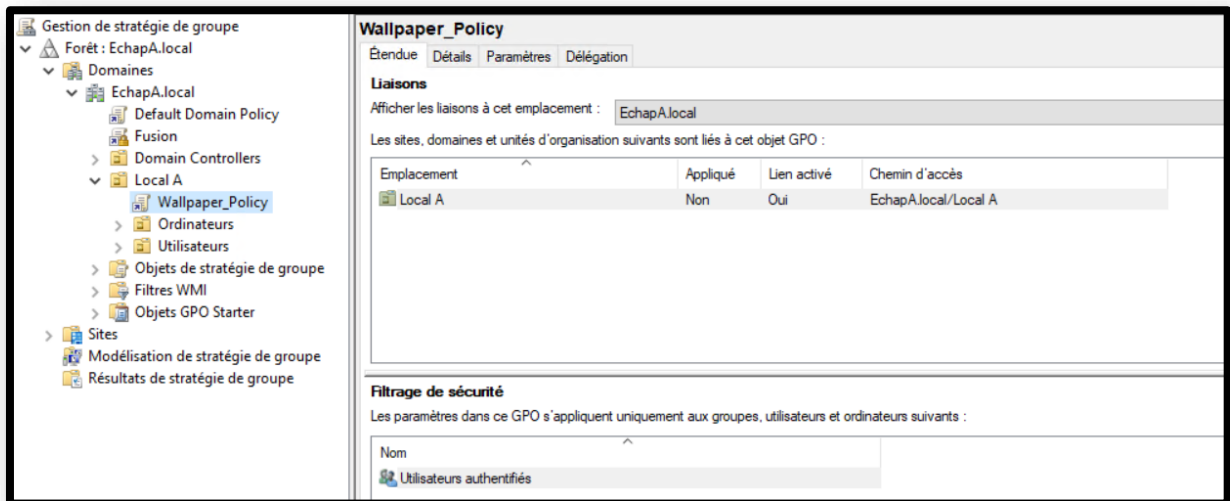 Gestion de stratégie de groupe
Forêt : EchapA.local
Domaines
EchapA.local
Default Domain Policy
Fusion
Domain Controllers
Local A
Wallpaper_Policy
Ordinateurs
Utilisateurs
Objets de stratégie de groupe
Filtres WMI
Objets GPO Starter
Sites
Modélisation de stratégie de groupe
Résultats de stratégie de groupe
Wallpaper_Policy
Étendue Détails Paramètres Délégation
Liaisons
Afficher les liaisons à cet emplacement : EchapA.local
Les sites, domaines et unités d'organisation suivants sont liés à cet objet GPO :
Emplacement Appliqué Lien activé Chemin d'accès
Local A Non Oui EchapA.local/Local A
Filtrage de sécurité
Les paramètres dans ce GPO s'appliquent uniquement aux groupes, utilisateurs et ordinateurs suivants :
Nom
Utilisateurs authentifiés